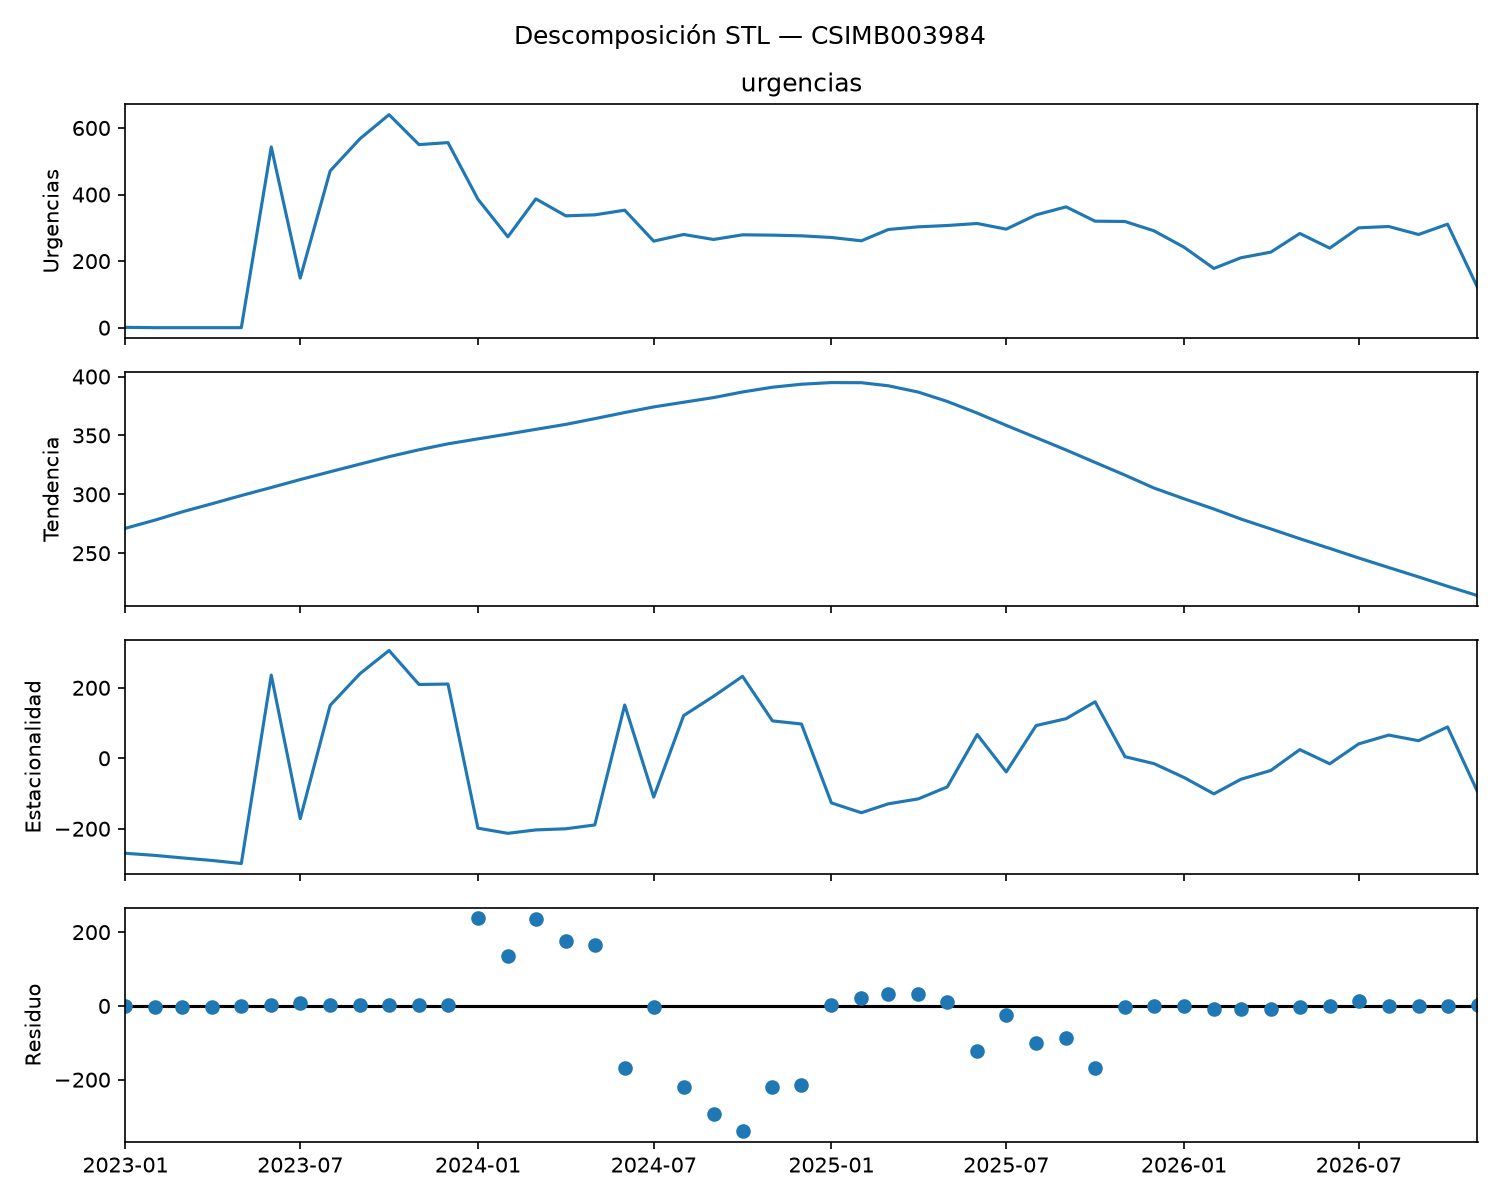 Descomposición STL — CSIMB003984
urgencias
Urgencias
600
400
200
0
Tendencia
400
350
300
250
Estacionalidad
200
0
−200
Residuo
200
0
−200
2023-01 2023-07 2024-01 2024-07 2025-01 2025-07 2026-01 2026-07